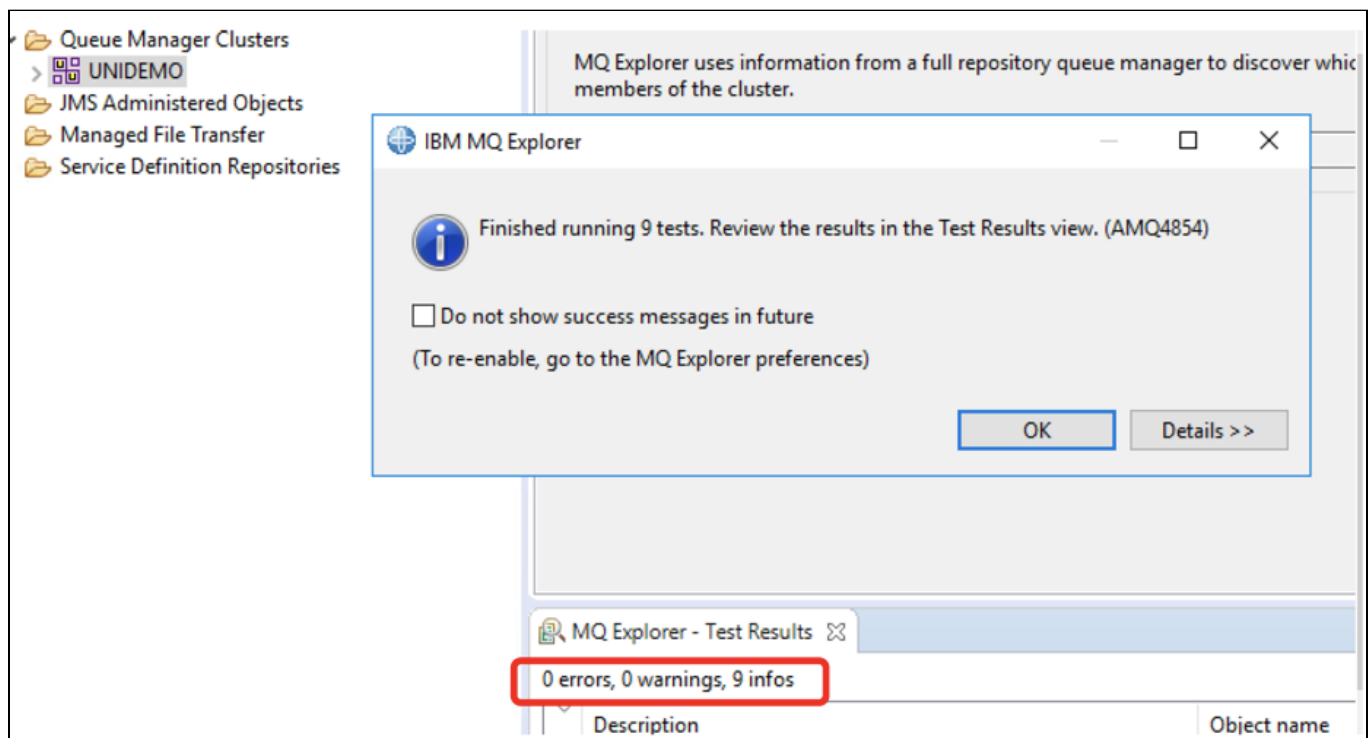 Queue Manager Clusters
UNIDEMO
JMS Administered Objects
Managed File Transfer
Service Definition Repositories
MQ Explorer uses information from a full repository queue manager to discover whic
members of the cluster.
IBM MQ Explorer
Finished running 9 tests. Review the results in the Test Results view. (AMQ4854)
Do not show success messages in future
(To re-enable, go to the MQ Explorer preferences)
OK
Details >>
MQ Explorer - Test Results
0 errors, 0 warnings, 9 infos
Description
Object name